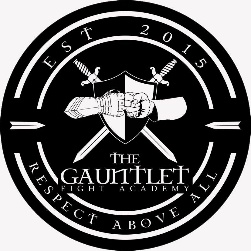 EST 2015
THE
GAUNTLET
FIGHT ACADEMY
RESPECT ABOVE ALL